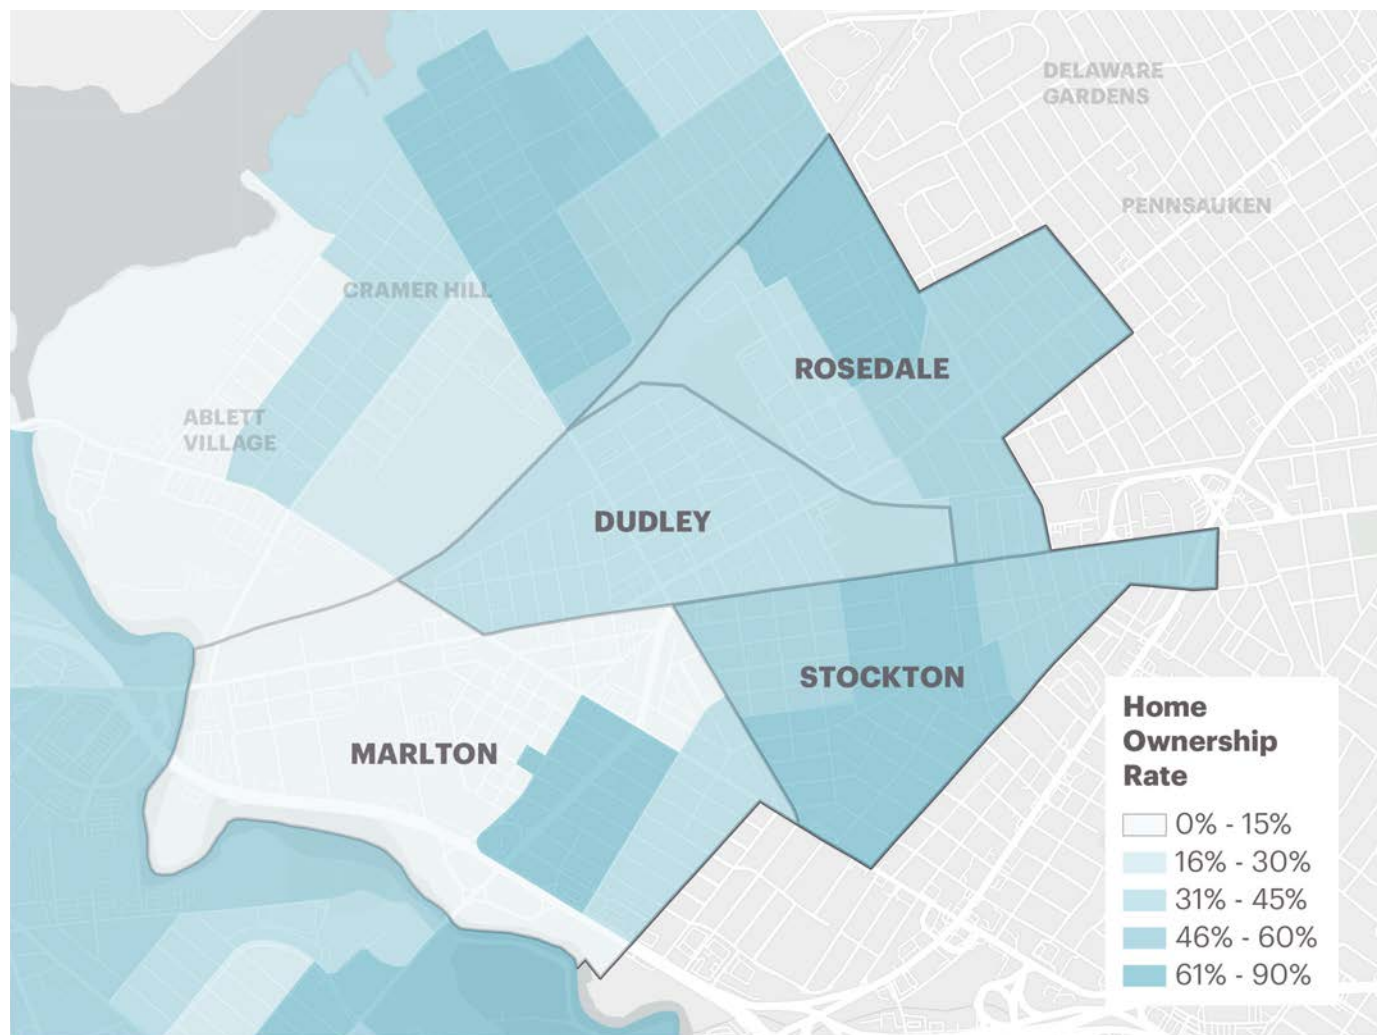 DELAWARE
GARDENS
PENNSAUKEN
CRAMER HILL
ROSEDALE
ABLETT
VILLAGE
DUDLEY
STOCKTON
MARLTON
Home
Ownership
Rate
0% - 15%
16% - 30%
31% - 45%
46% - 60%
61% - 90%